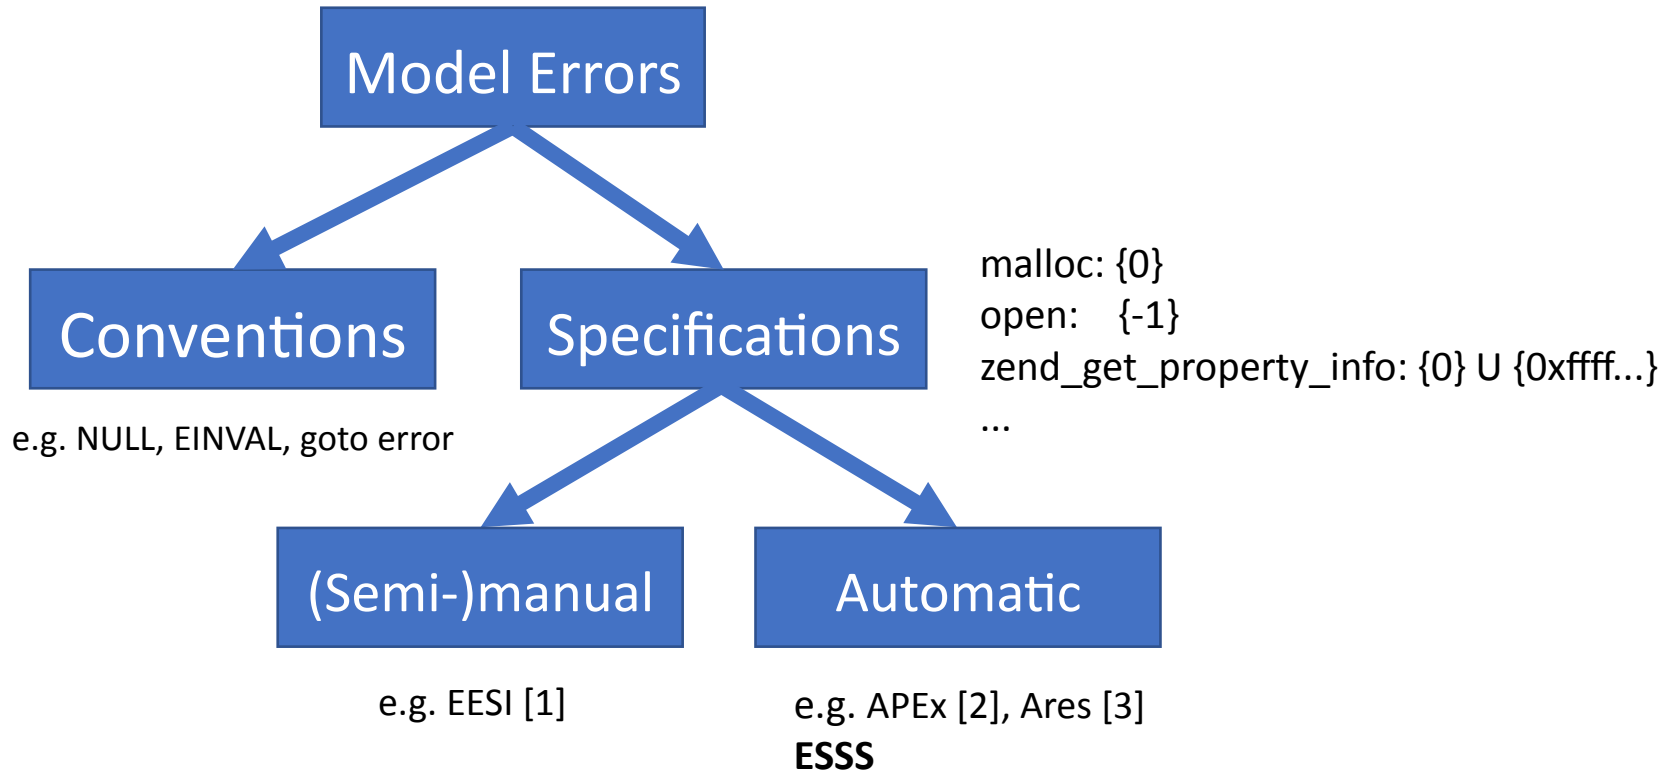 Model Errors
Conventions
Specifications
malloc: {0}
open: {-1}
zend_get_property_info: {0} U {0xffff...}
...
e.g. NULL, EINVAL, goto error
(Semi-)manual
Automatic
e.g. EESI [1]
e.g. APEx [2], Ares [3]
ESSS